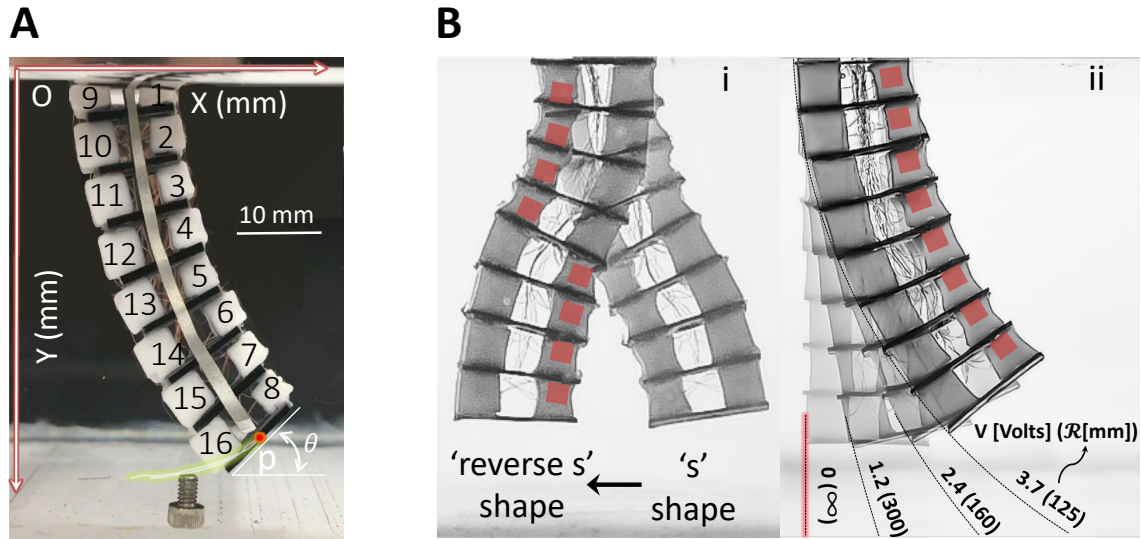 A
B
O
X (mm)
Y (mm)
10 mm
9
1
10
2
11
3
12
4
13
5
14
6
15
7
16
8
p
θ
i
ii
'reverse s'
shape
's'
shape
V [Volts] (ℛ[mm])
0 (∞)
1.2 (300)
2.4 (160)
3.7 (125)